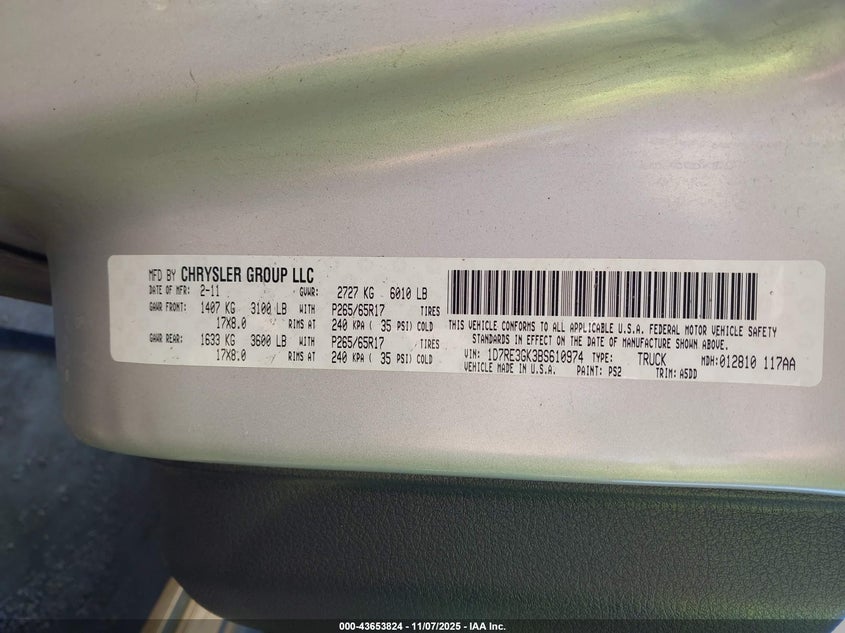 MFD BY CHRYSLER GROUP LLC
DATE OF MFR: 2-11 GVWR: 2727 KG 6010 LB
GAWR FRONT: 1407 KG 3100 LB WITH P265/65R17 TIRES
17X8.0 RIMS AT 240 KPA ( 35 PSI) COLD
GAWR REAR: 1633 KG 3600 LB WITH P265/65R17 TIRES
17X8.0 RIMS AT 240 KPA ( 35 PSI) COLD
THIS VEHICLE CONFORMS TO ALL APPLICABLE U.S.A. FEDERAL MOTOR VEHICLE SAFETY
STANDARDS IN EFFECT ON THE DATE OF MANUFACTURE SHOWN ABOVE.
VIN: 1D7RE3GK3BS610974 TYPE: TRUCK MDH: 012810 117AA
VEHICLE MADE IN U.S.A. PAINT: PS2 TRIM: A5DD
000-43653824 - 11/07/2025 - IAA Inc.